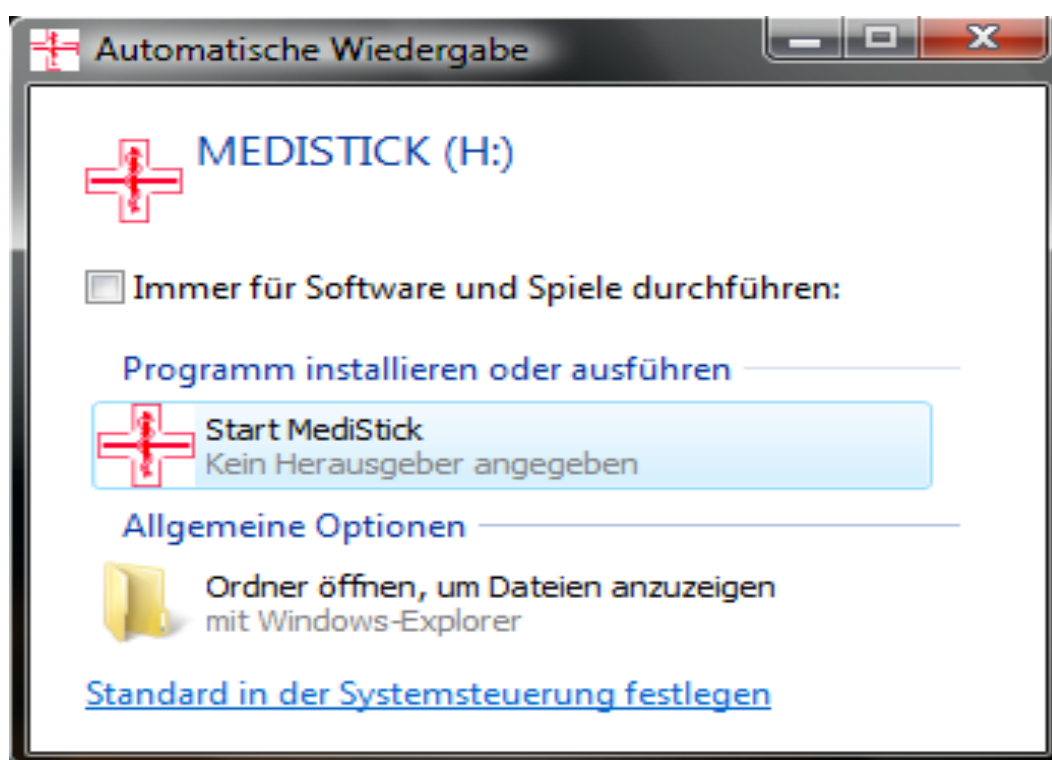 Automatische Wiedergabe
MEDISTICK (H:)
Immer für Software und Spiele durchführen:
Programm installieren oder ausführen
Start MediStick
Kein Herausgeber angegeben
Allgemeine Optionen
Ordner öffnen, um Dateien anzuzeigen
mit Windows-Explorer
Standard in der Systemsteuerung festlegen